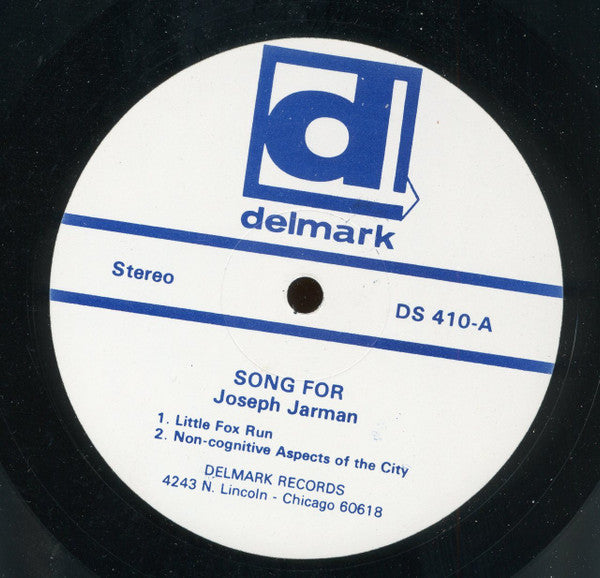 d
delmark
Stereo
DS 410-A
SONG FOR
Joseph Jarman
1. Little Fox Run
2. Non-cognitive Aspects of the City
DELMARK RECORDS
4243 N. Lincoln - Chicago 60618